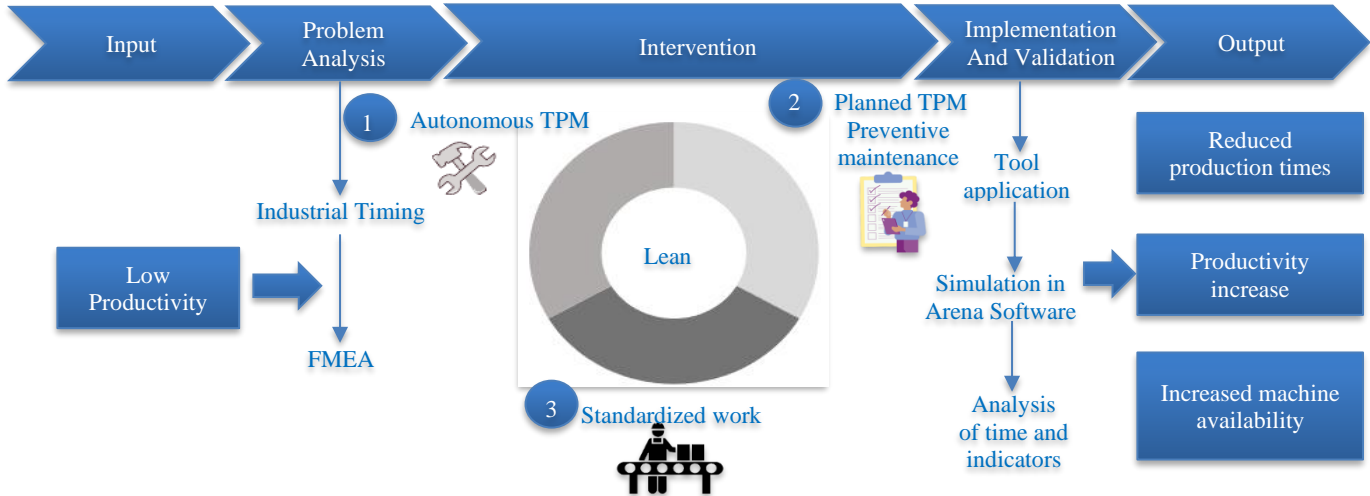 Input
Problem
Analysis
Intervention
Implementation
And Validation
Output
1
Autonomous TPM
2
Planned TPM
Preventive
maintenance
Industrial Timing
Low
Productivity
FMEA
Lean
3
Standardized work
Tool
application
Simulation in
Arena Software
Analysis
of time and
indicators
Reduced
production times
Productivity
increase
Increased machine
availability